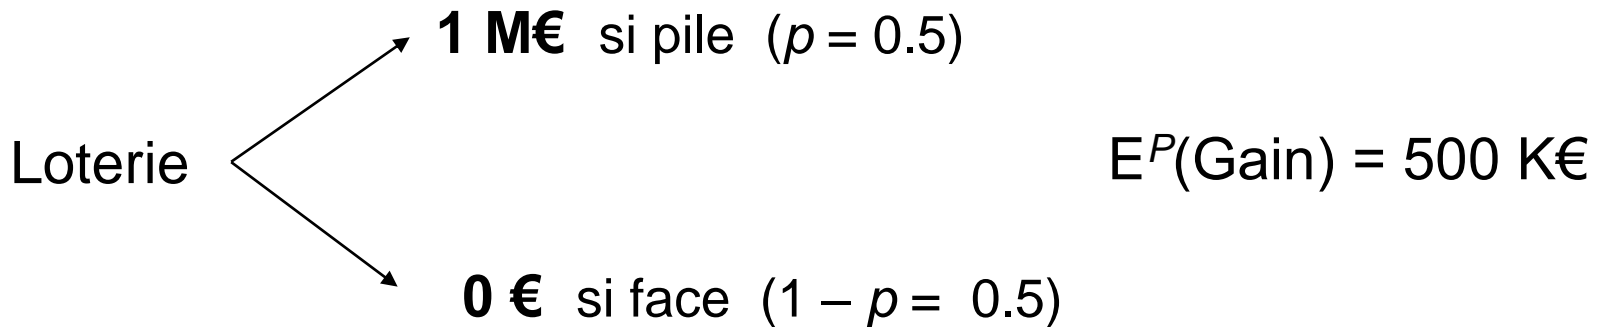 1 M€ si pile (p = 0.5)
Loterie
E^P(Gain) = 500 K€
0 € si face (1 – p = 0.5)